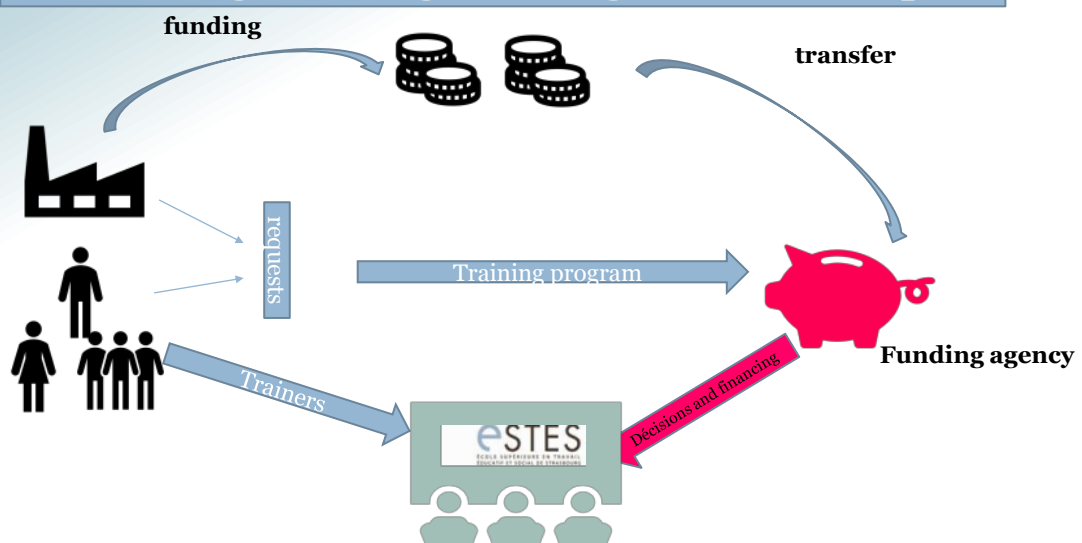 funding
transfer
requests
Training program
Funding agency
Trainers
Décisions and financing
eSTES
ÉCOLE SUPÉRIEURE EN TRAVAIL
ÉDUCATIF ET SOCIAL DE STRASBOURG